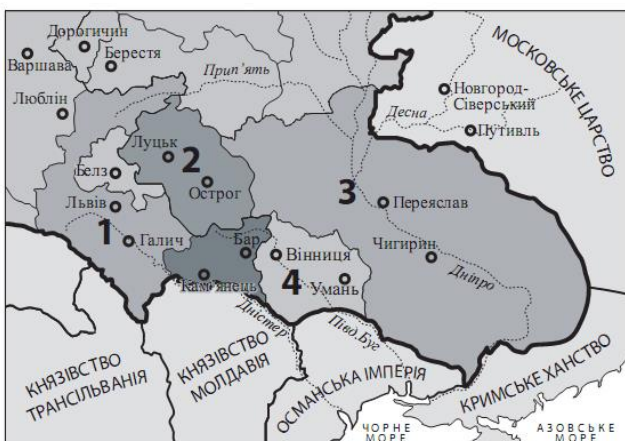 Дорогичин
Варшава
Берестя
Люблін
Прип'ять
МОСКОВСЬКЕ ЦАРСТВО
Новгород-
Сіверський
Десна
Путивль
Луцьк
2
Белз
Острог
3
Переяслав
Львів
1
Галич
Бар
Вінниця
Чигирин
Кам'янець
4
Умань
Дніпро
Дністер
Півд.Буг
КНЯЗІВСТВО
ТРАНСІЛЬВАНІЯ
КНЯЗІВСТВО
МОЛДАВІЯ
ОСМАНСЬКА ІМПЕРІЯ
КРИМСЬКЕ ХАНСТВО
ЧОРНЕ
МОРЕ
АЗОВСЬКЕ
МОРЕ